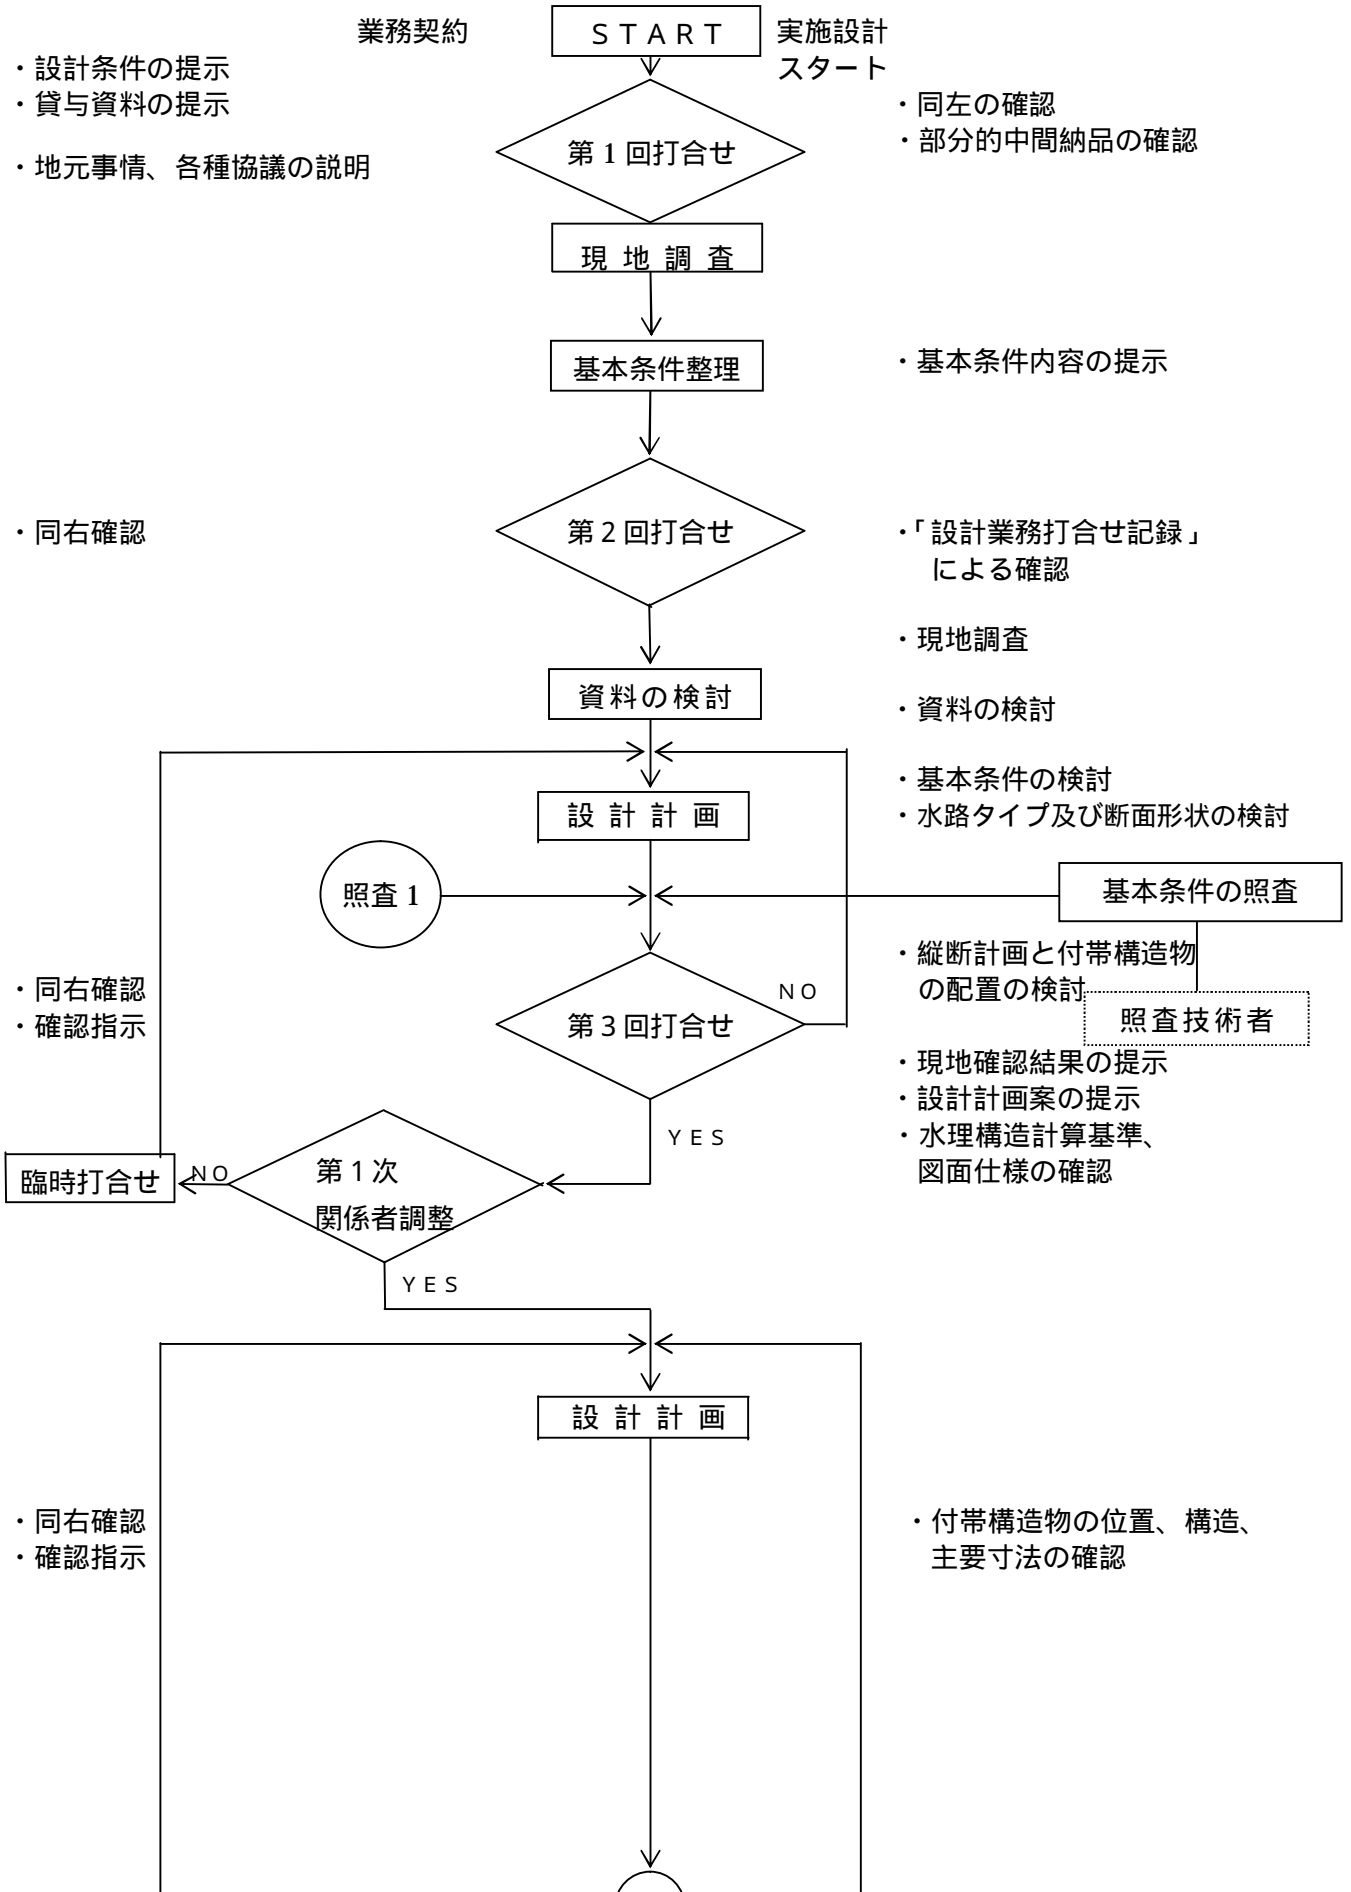 業務契約
ＳＴＡＲＴ
実施設計
スタート
・設計条件の提示
・貸与資料の提示
・地元事情、各種協議の説明
第１回打合せ
・同左の確認
・部分的中間納品の確認
現地調査
基本条件整理
・基本条件内容の提示
・同右確認
第２回打合せ
・「設計業務打合せ記録」
による確認
・現地調査
資料の検討
・資料の検討
・基本条件の検討
・水路タイプ及び断面形状の検討
設計計画
照査１
基本条件の照査
・縦断計画と付帯構造物
の配置の検討
照査技術者
・同右確認
・確認指示
第３回打合せ
ＮＯ
・現地確認結果の提示
・設計計画案の提示
・水理構造計算基準、
図面仕様の確認
ＹＥＳ
臨時打合せ
ＮＯ
第１次
関係者調整
ＹＥＳ
設計計画
・同右確認
・確認指示
・付帯構造物の位置、構造、
主要寸法の確認